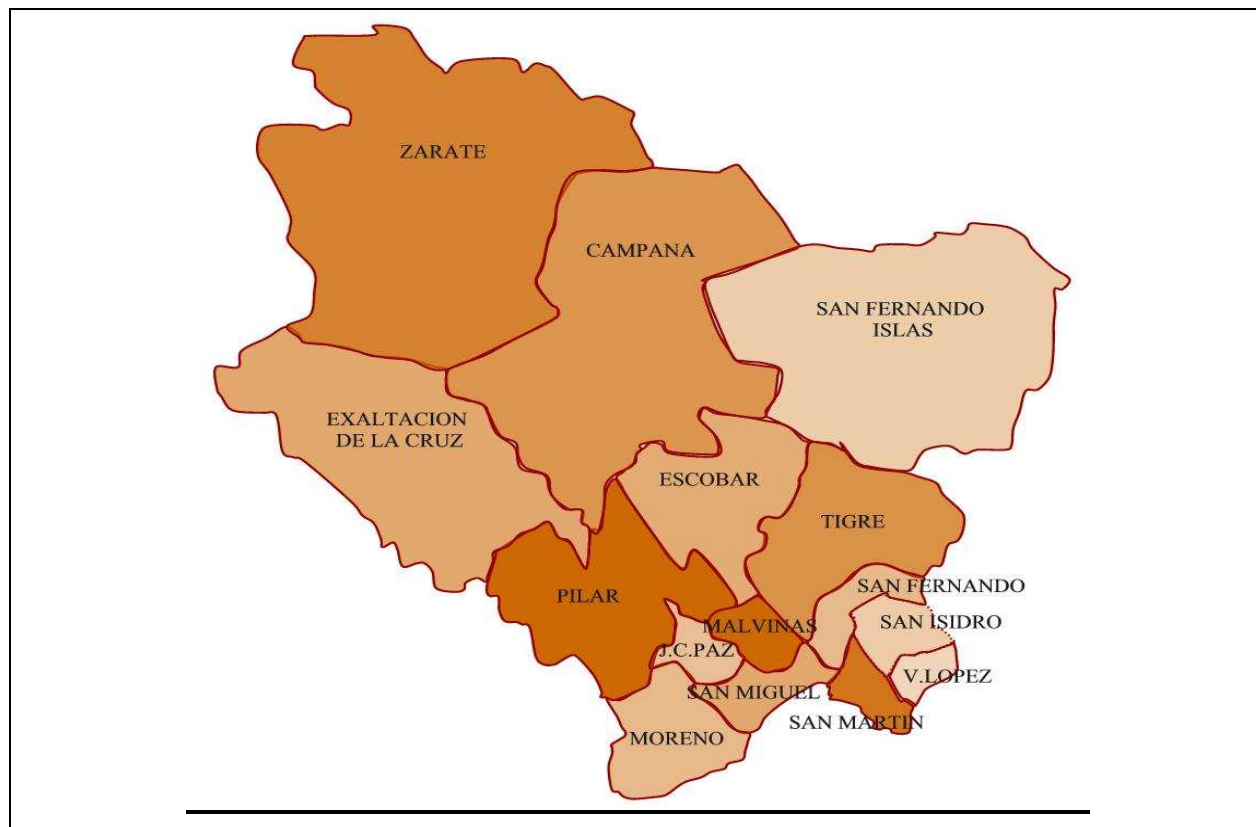 ZARATE
CAMPANA
SAN FERNANDO
ISLAS
EXALTACION
DE LA CRUZ
ESCOBAR
TIGRE
SAN FERNANDO
PILAR
SAN ISIDRO
MALVINAS
J.C.PAZ
V.LOPEZ
SAN MIGUEL
SAN MARTIN
MORENO